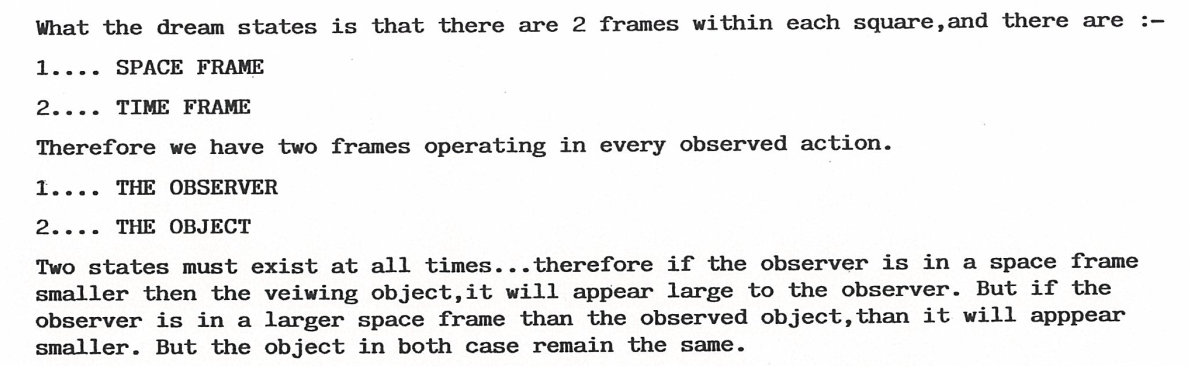 What the dream states is that there are 2 frames within each square,and there are :-
1.... SPACE FRAME
2.... TIME FRAME
Therefore we have two frames operating in every observed action.
1.... THE OBSERVER
2.... THE OBJECT
Two states must exist at all times...therefore if the observer is in a space frame
smaller then the veiwing object,it will appear large to the observer. But if the
observer is in a larger space frame than the observed object,than it will apppear
smaller. But the object in both case remain the same.